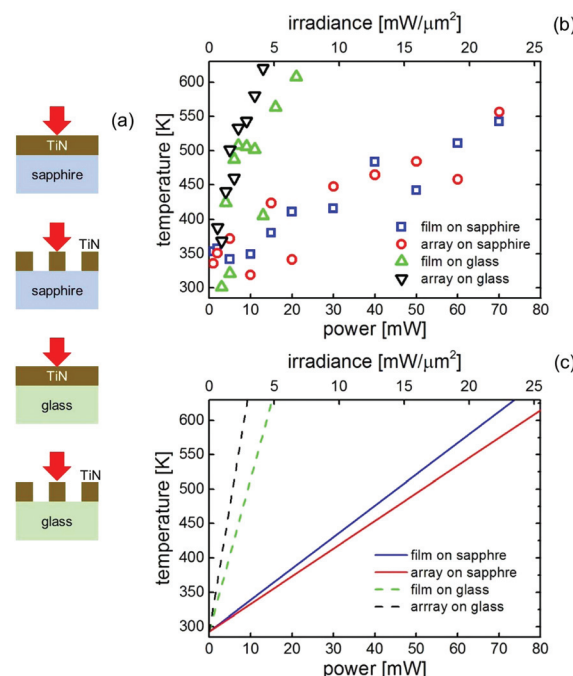 (a)
TiN
sapphire
TiN
sapphire
TiN
glass
TiN
glass
(b)
irradiance [mW/μm²]
0 5 10 15 20 25
temperature [K]
600
550
500
450
400
350
300
film on sapphire
array on sapphire
film on glass
array on glass
0 10 20 30 40 50 60 70 80
power [mW]
(c)
irradiance [mW/μm²]
0 5 10 15 20 25
temperature [K]
600
550
500
450
400
350
300
film on sapphre
array on sapphre
film on glass
arrray on glass
0 10 20 30 40 50 60 70 80
power [mW]